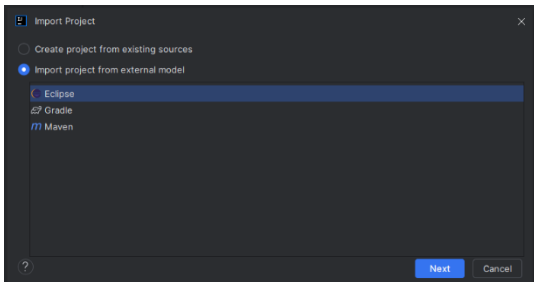 Import Project
Create project from existing sources
Import project from external model
Eclipse
Gradle
Maven
?
Next Cancel